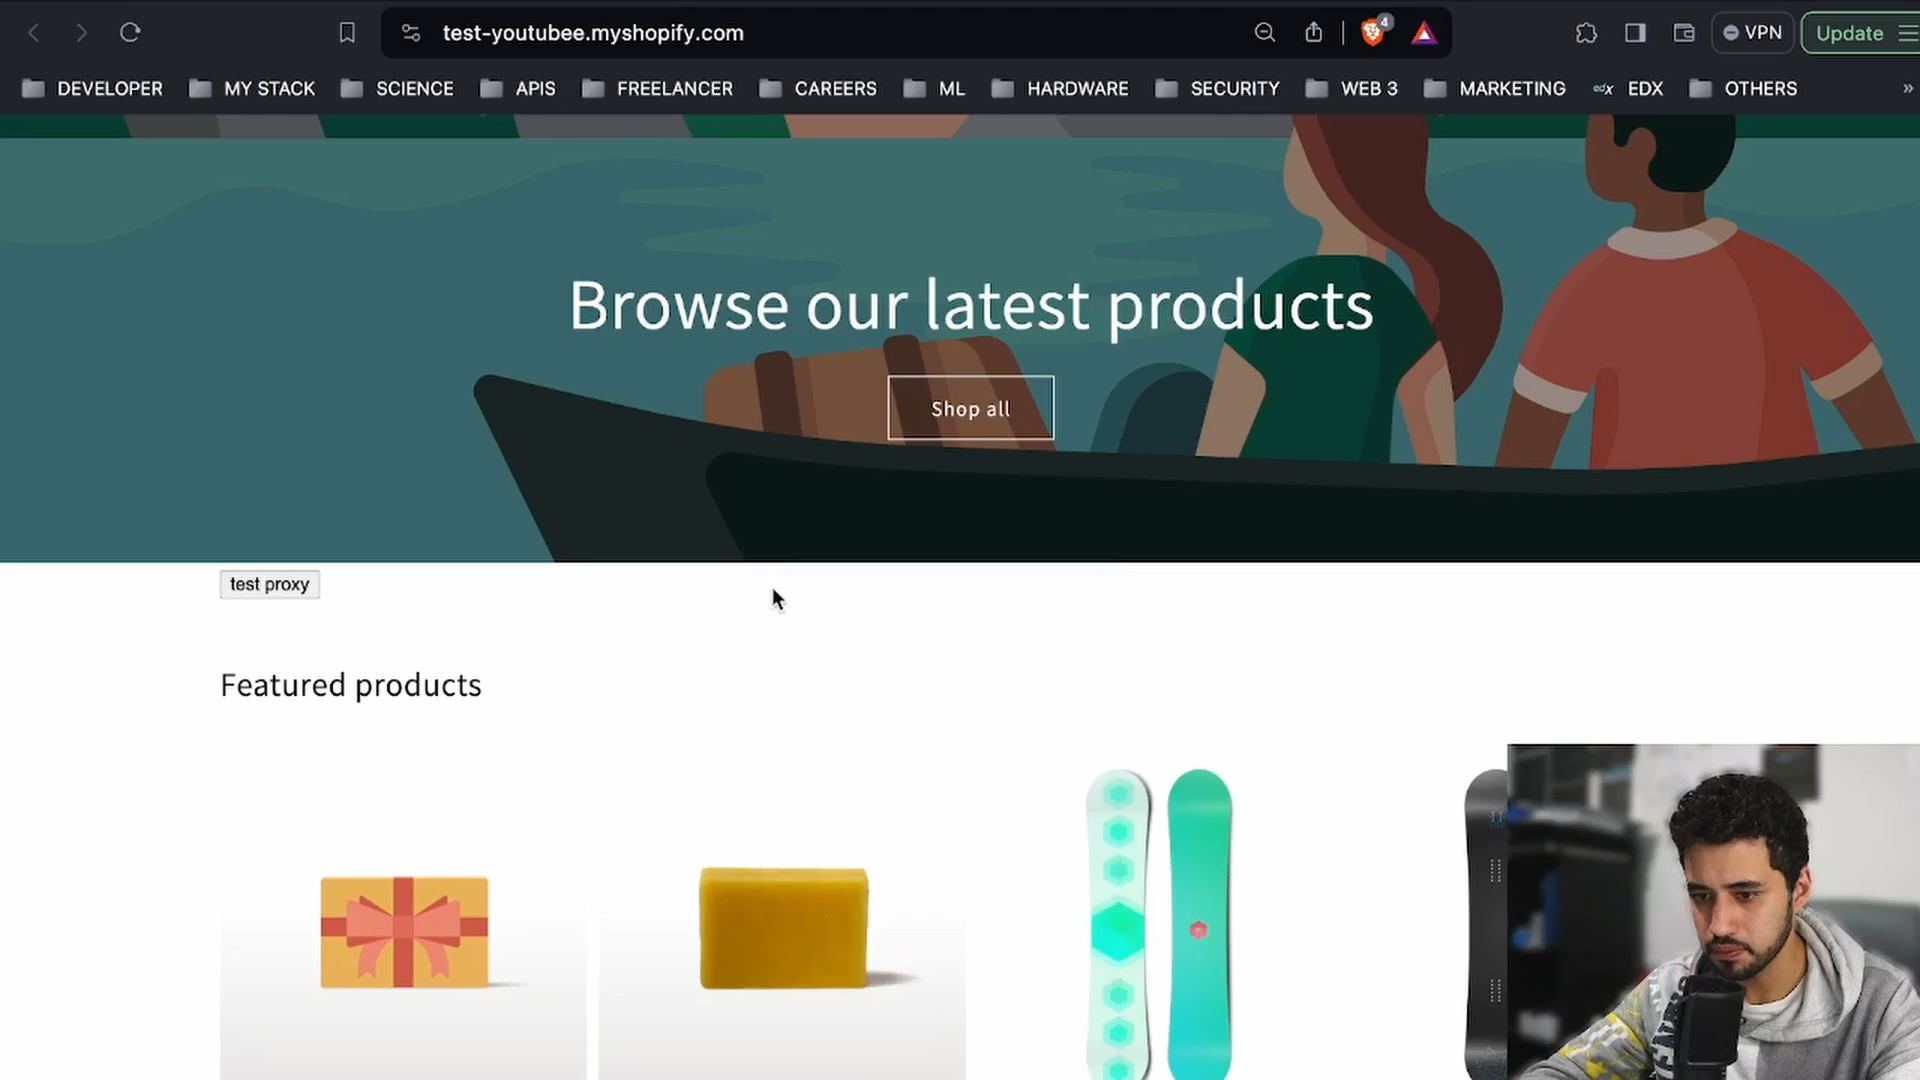 test-youtubee.myshopify.com
4
VPN
Update
DEVELOPER
MY STACK
SCIENCE
APIS
FREELANCER
CAREERS
ML
HARDWARE
SECURITY
WEB 3
MARKETING
edx
EDX
OTHERS
»
Browse our latest products
Shop all
test proxy
Featured products